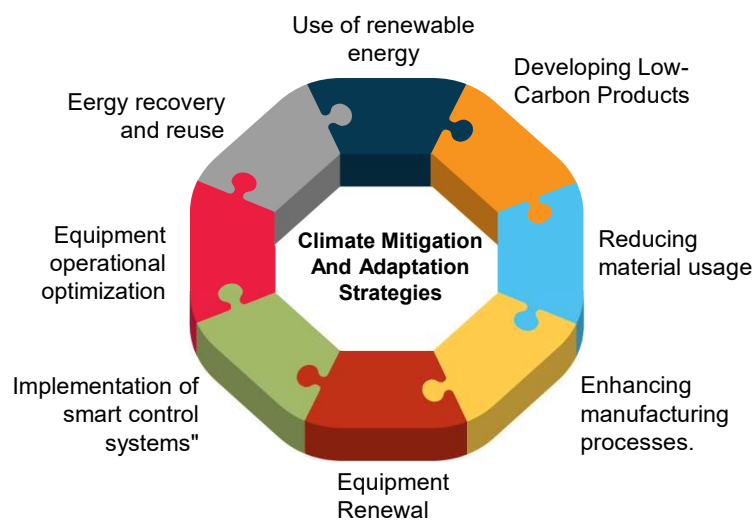 Use of renewable
energy
Developing Low-
Carbon Products
Reducing
material usage
Enhancing
manufacturing
processes.
Equipment
Renewal
Implementation of
smart control
systems"
Equipment
operational
optimization
Eergy recovery
and reuse
Climate Mitigation
And Adaptation
Strategies